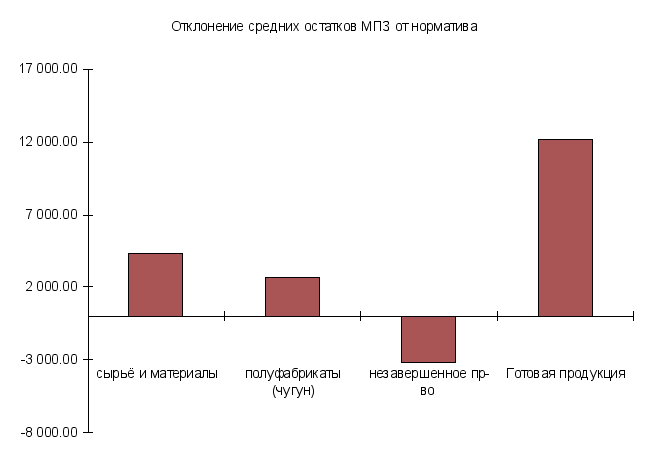 Отклонение средних остатков МПЗ от норматива
17 000.00
12 000.00
7 000.00
2 000.00
-3 000.00
-8 000.00
сырьё и материалы
полуфабрикаты
(чугун)
незавершенное пр-
во
Готовая продукция